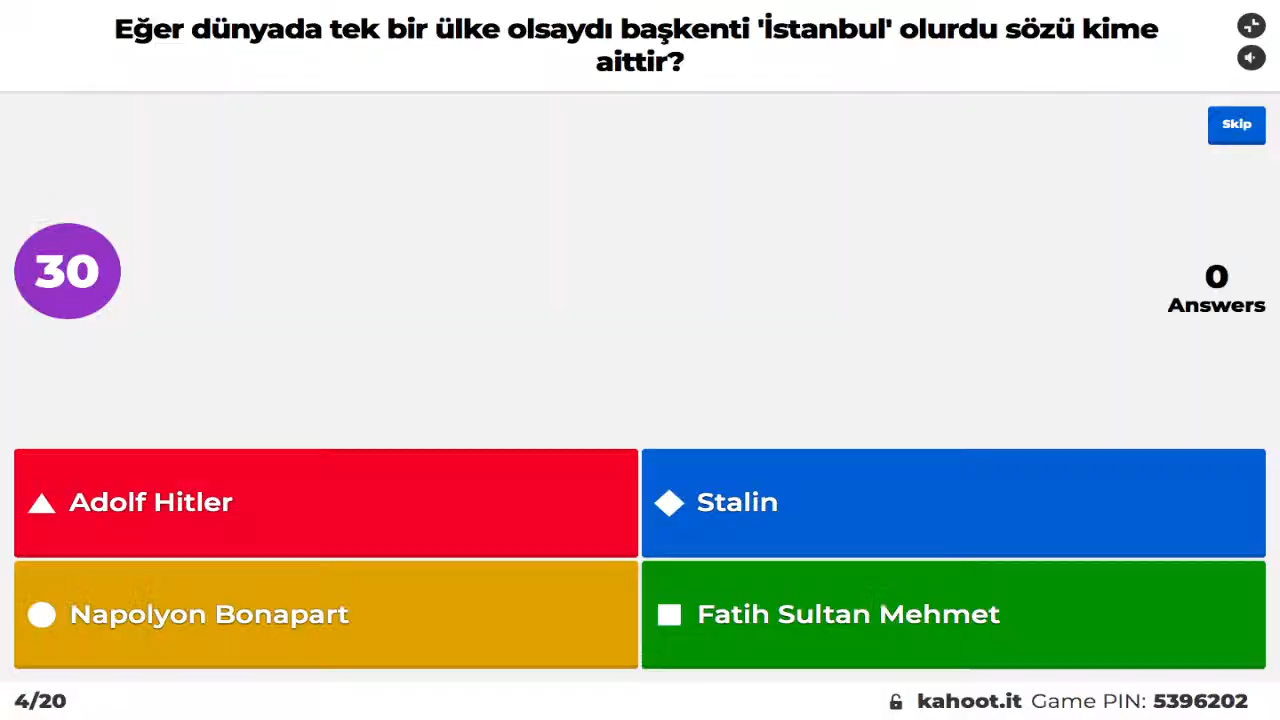 Eğer dünyada tek bir ülke olsaydı başkenti 'İstanbul' olurdu sözü kime
aittir?
Skip
30
0
Answers
Adolf Hitler
Stalin
Napolyon Bonapart
Fatih Sultan Mehmet
4/20
kahoot.it Game PIN: 5396202